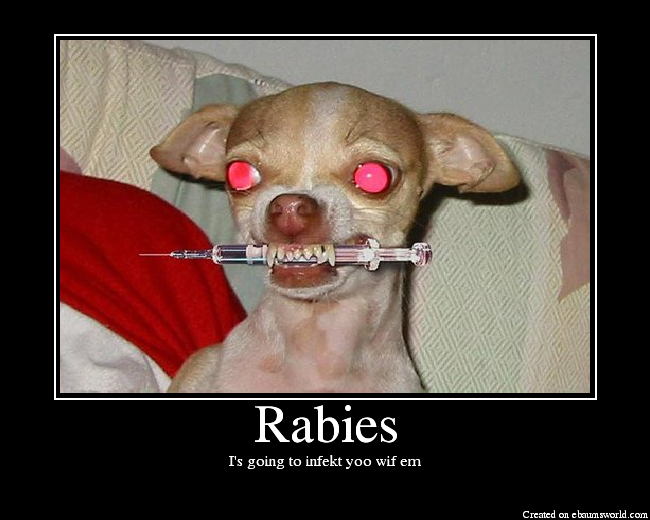 Rabies
I's going to infekt yoo wif em
Created on ebaumsworld.com